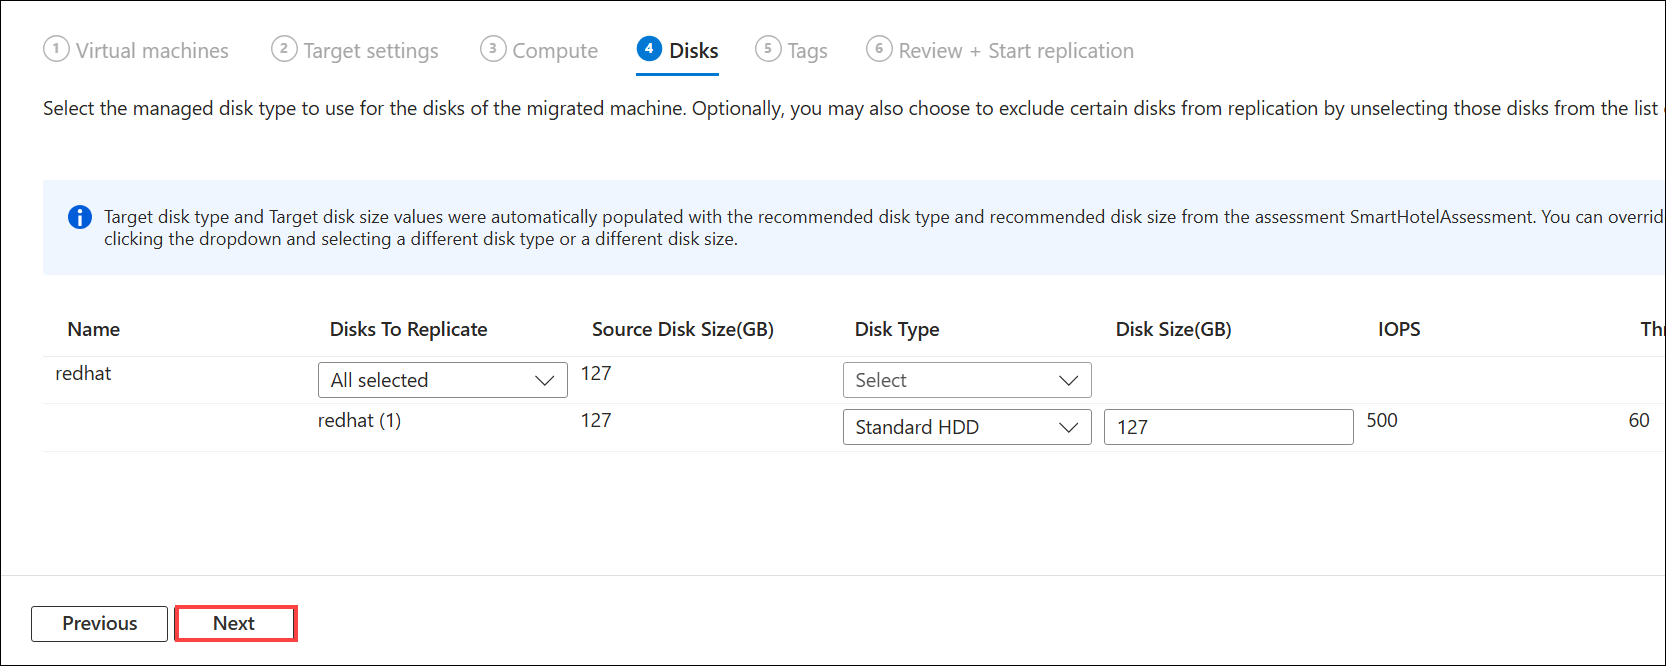 1 Virtual machines 2 Target settings 3 Compute 4 Disks 5 Tags 6 Review + Start replication
Select the managed disk type to use for the disks of the migrated machine. Optionally, you may also choose to exclude certain disks from replication by unselecting those disks from the list
Target disk type and Target disk size values were automatically populated with the recommended disk type and recommended disk size from the assessment SmartHotelAssessment. You can overrid
clicking the dropdown and selecting a different disk type or a different disk size.
Name Disks To Replicate Source Disk Size(GB) Disk Type Disk Size(GB) IOPS Thr
redhat All selected 127 Select
redhat (1) 127 Standard HDD 127 500 60
Previous Next